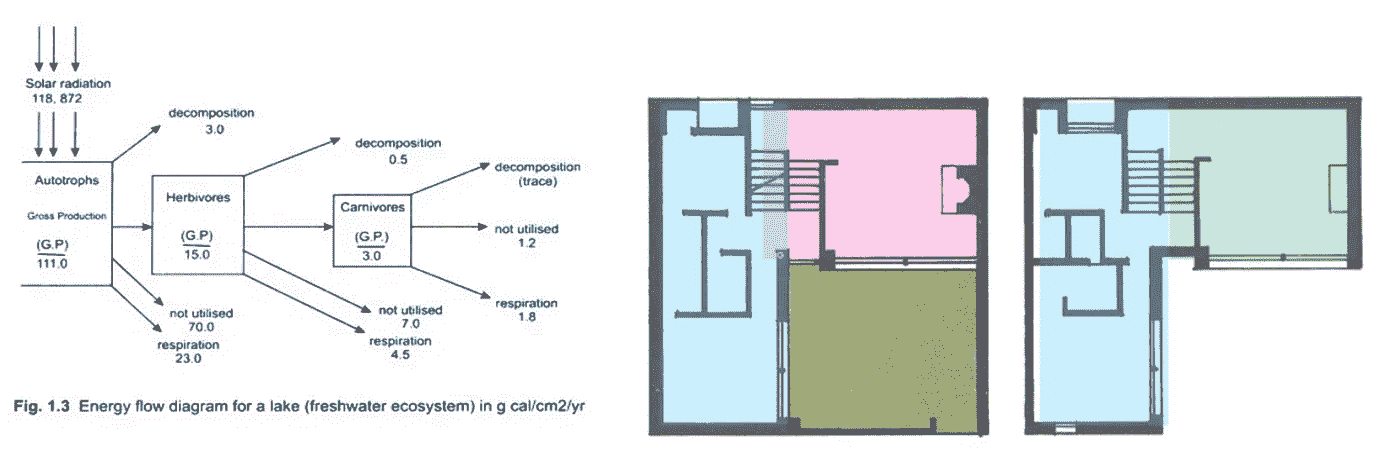 Solar radiation
118, 872
decomposition
3.0
Autotrophs
Gross Production
(G.P)
111.0
not utilised
70.0
respiration
23.0
Herbivores
(G.P)
15.0
decomposition
0.5
not utilised
7.0
respiration
4.5
Carnivores
(G.P.)
3.0
decomposition
(trace)
not utilised
1.2
respiration
1.8
Fig. 1.3 Energy flow diagram for a lake (freshwater ecosystem) in g cal/cm2/yr